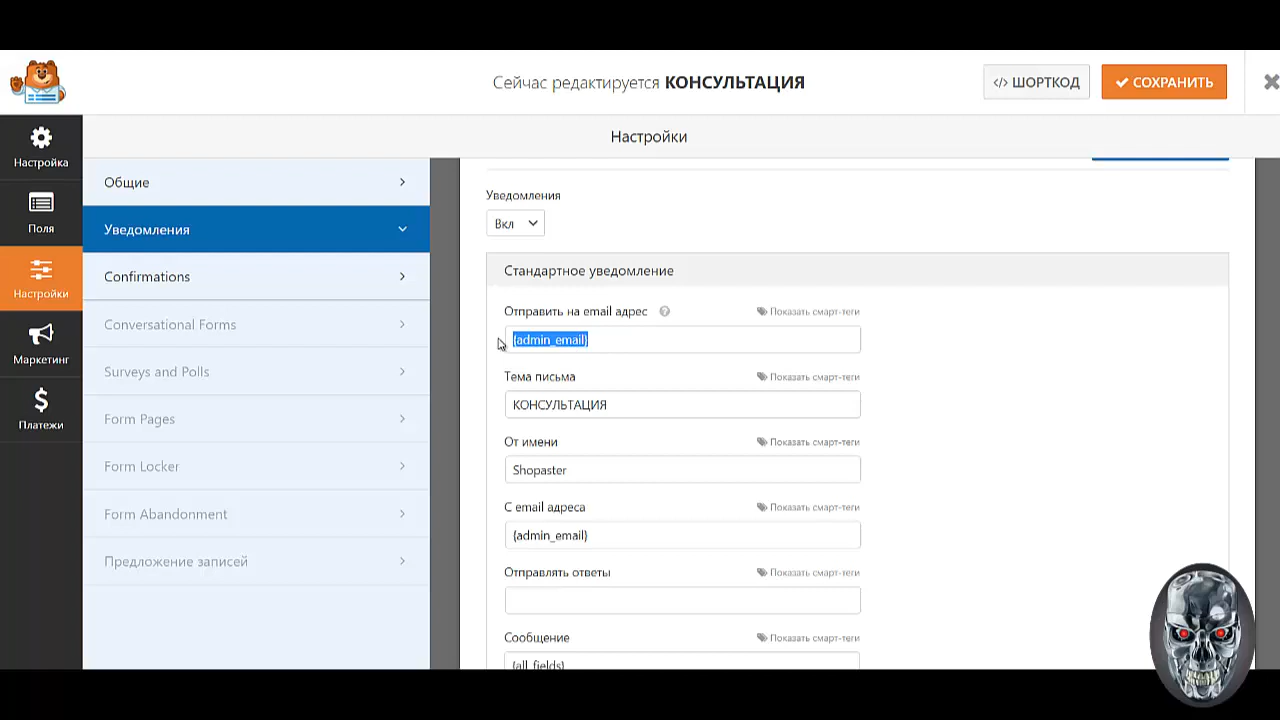 Сейчас редактируется КОНСУЛЬТАЦИЯ
</> ШОРТКОД
СОХРАНИТЬ
Настройка
Поля
Настройки
Маркетинг
Платежи
Настройки
Общие
Уведомления
Confirmations
Conversational Forms
Surveys and Polls
Form Pages
Form Locker
Form Abandonment
Предложение записей
Уведомления
Вкл
Стандартное уведомление
Отправить на email адрес
Показать смарт-теги
{admin_email}
Тема письма
Показать смарт-теги
КОНСУЛЬТАЦИЯ
От имени
Показать смарт-теги
Shopaster
С email адреса
Показать смарт-теги
{admin_email}
Отправлять ответы
Показать смарт-теги
Сообщение
Показать смарт-теги
{all_fields}